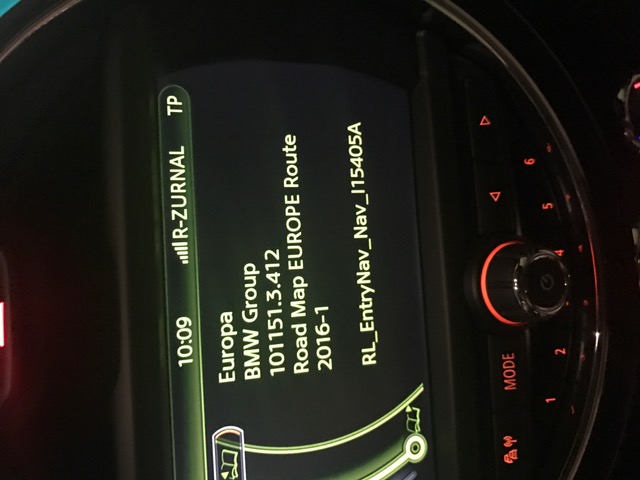 10:09 R-ZURNAL TP
Europa
BMW Group
101151.3.412
Road Map EUROPE Route
2016-1
RL_EntryNav_Nav_I15405A
MODE
1 2 4 5 6